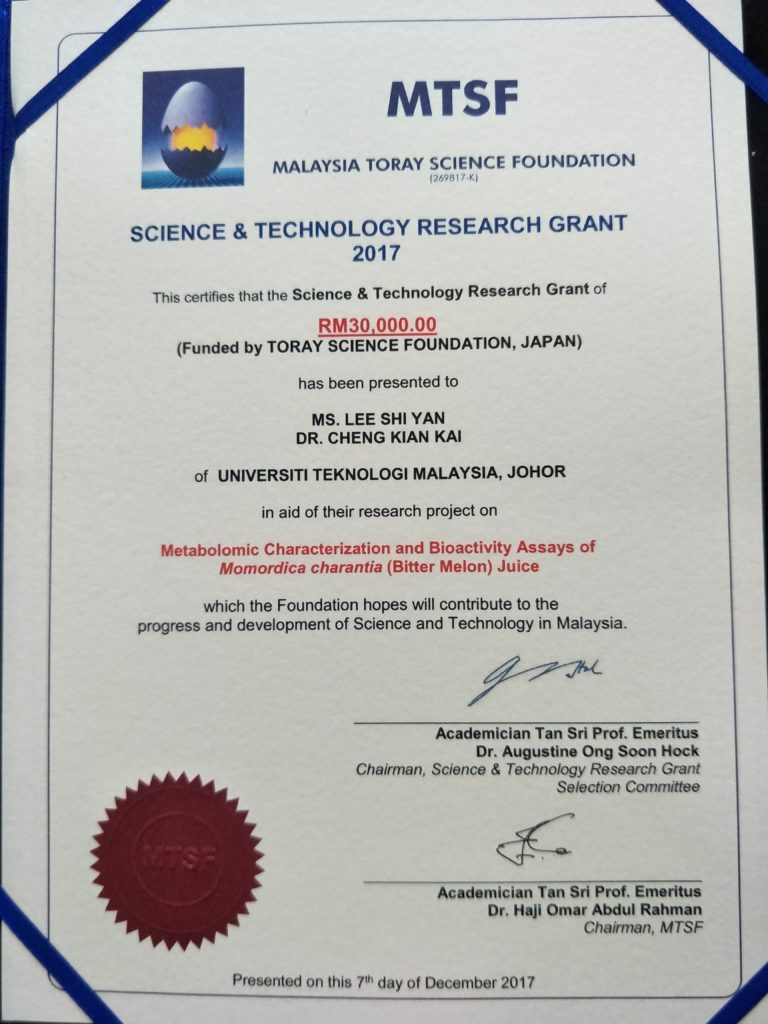 MTSF
MALAYSIA TORAY SCIENCE FOUNDATION
(269817-K)
SCIENCE & TECHNOLOGY RESEARCH GRANT
2017
This certifies that the Science & Technology Research Grant of
RM30,000.00
(Funded by TORAY SCIENCE FOUNDATION, JAPAN)
has been presented to
MS. LEE SHI YAN
DR. CHENG KIAN KAI
of UNIVERSITI TEKNOLOGI MALAYSIA, JOHOR
in aid of their research project on
Metabolomic Characterization and Bioactivity Assays of
Momordica charantia (Bitter Melon) Juice
which the Foundation hopes will contribute to the
progress and development of Science and Technology in Malaysia.
Academician Tan Sri Prof. Emeritus
Dr. Augustine Ong Soon Hock
Chairman, Science & Technology Research Grant
Selection Committee
MTSF
Academician Tan Sri Prof. Emeritus
Dr. Haji Omar Abdul Rahman
Chairman, MTSF
Presented on this 7th day of December 2017